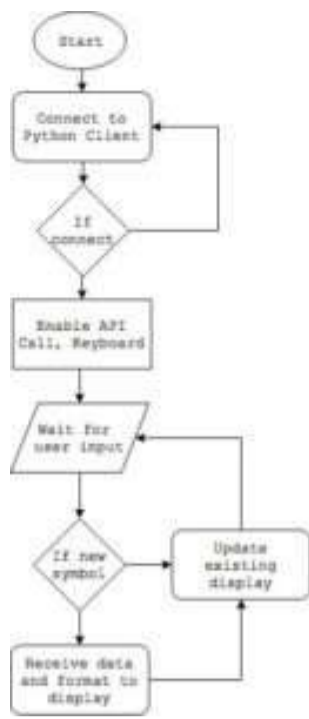 Start
Connect to
Python Client
If
connect
Enable API
Call, Keyboard
Wait for
user input
If new
symbol
Update
existing
display
Receive data
and format to
display